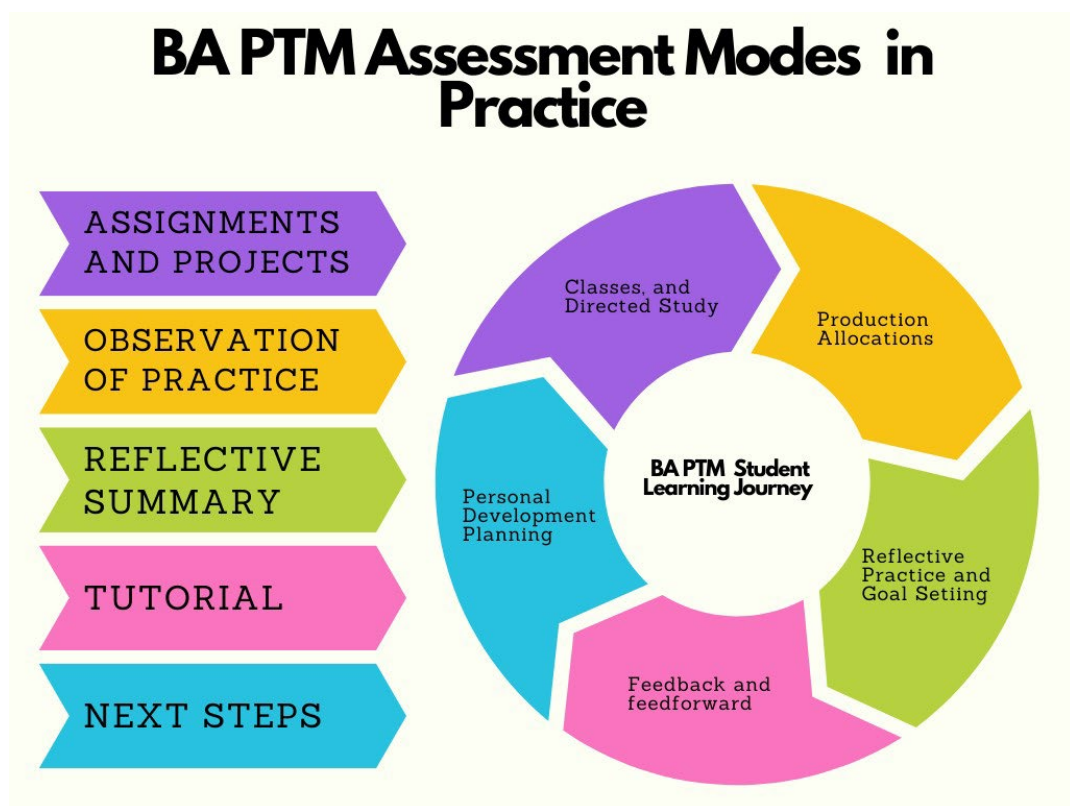 BA PTM Assessment Modes in
Practice
ASSIGNMENTS
AND PROJECTS
OBSERVATION
OF PRACTICE
REFLECTIVE
SUMMARY
TUTORIAL
NEXT STEPS
Classes, and
Directed Study
Production
Allocations
Reflective
Practice and
Goal Setiing
Feedback and
feedforward
Personal
Development
Planning
BA PTM Student
Learning Journey